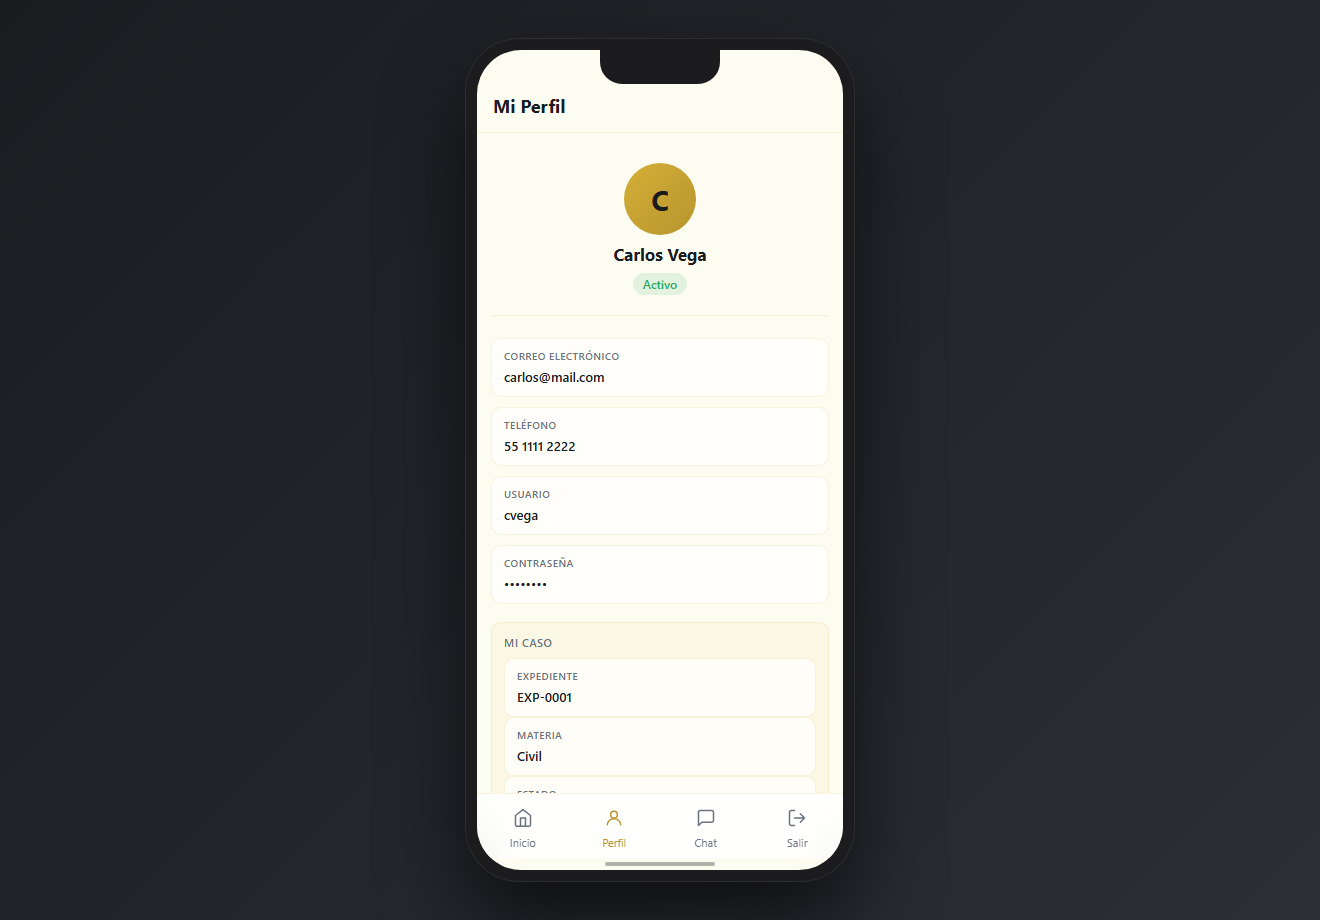 Mi Perfil
C
Carlos Vega
Activo
CORREO ELECTRÓNICO
carlos@mail.com
TELÉFONO
55 1111 2222
USUARIO
cvega
CONTRASEÑA
••••••••
MI CASO
EXPEDIENTE
EXP-0001
MATERIA
Civil
ESTADO
Inicio
Perfil
Chat
Salir